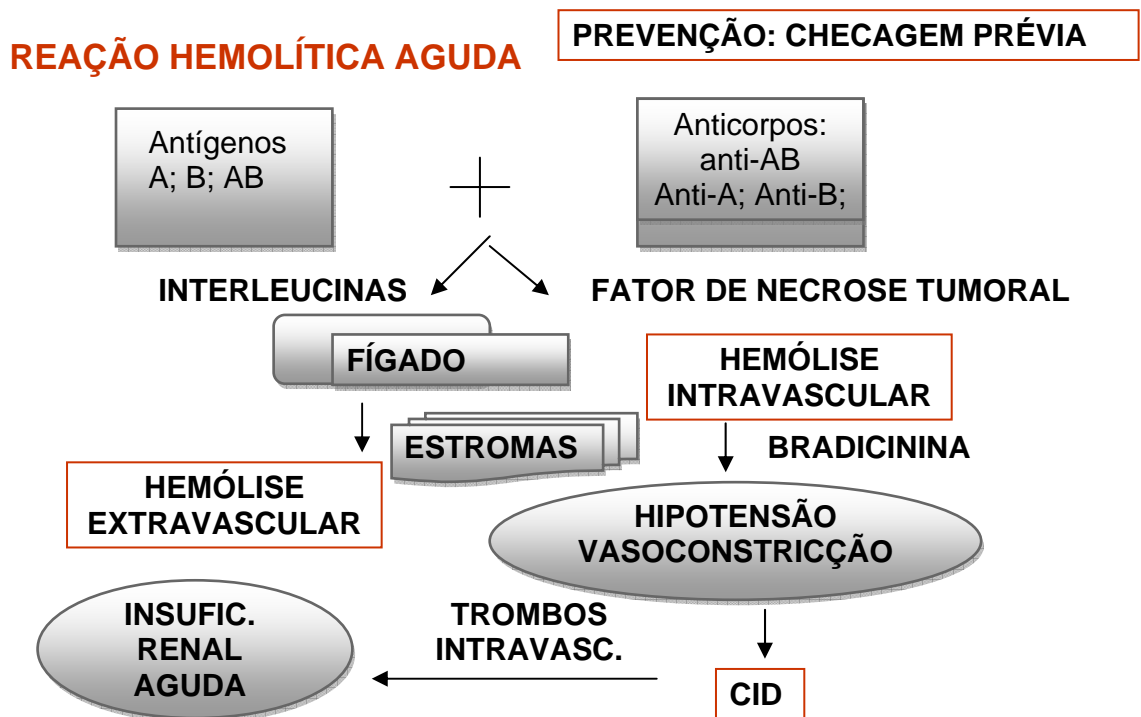 REAÇÃO HEMOLÍTICA AGUDA
PREVENÇÃO: CHECAGEM PRÉVIA
Antígenos
A; B; AB
Anticorpos:
anti-AB
Anti-A; Anti-B;
INTERLEUCINAS
FATOR DE NECROSE TUMORAL
FÍGADO
HEMÓLISE
INTRAVASCULAR
ESTROMAS
BRADICININA
HEMÓLISE
EXTRAVASCULAR
HIPOTENSÃO
VASOCONSTRICÇÃO
INSUFIC.
RENAL
AGUDA
TROMBOS
INTRAVASC.
CID